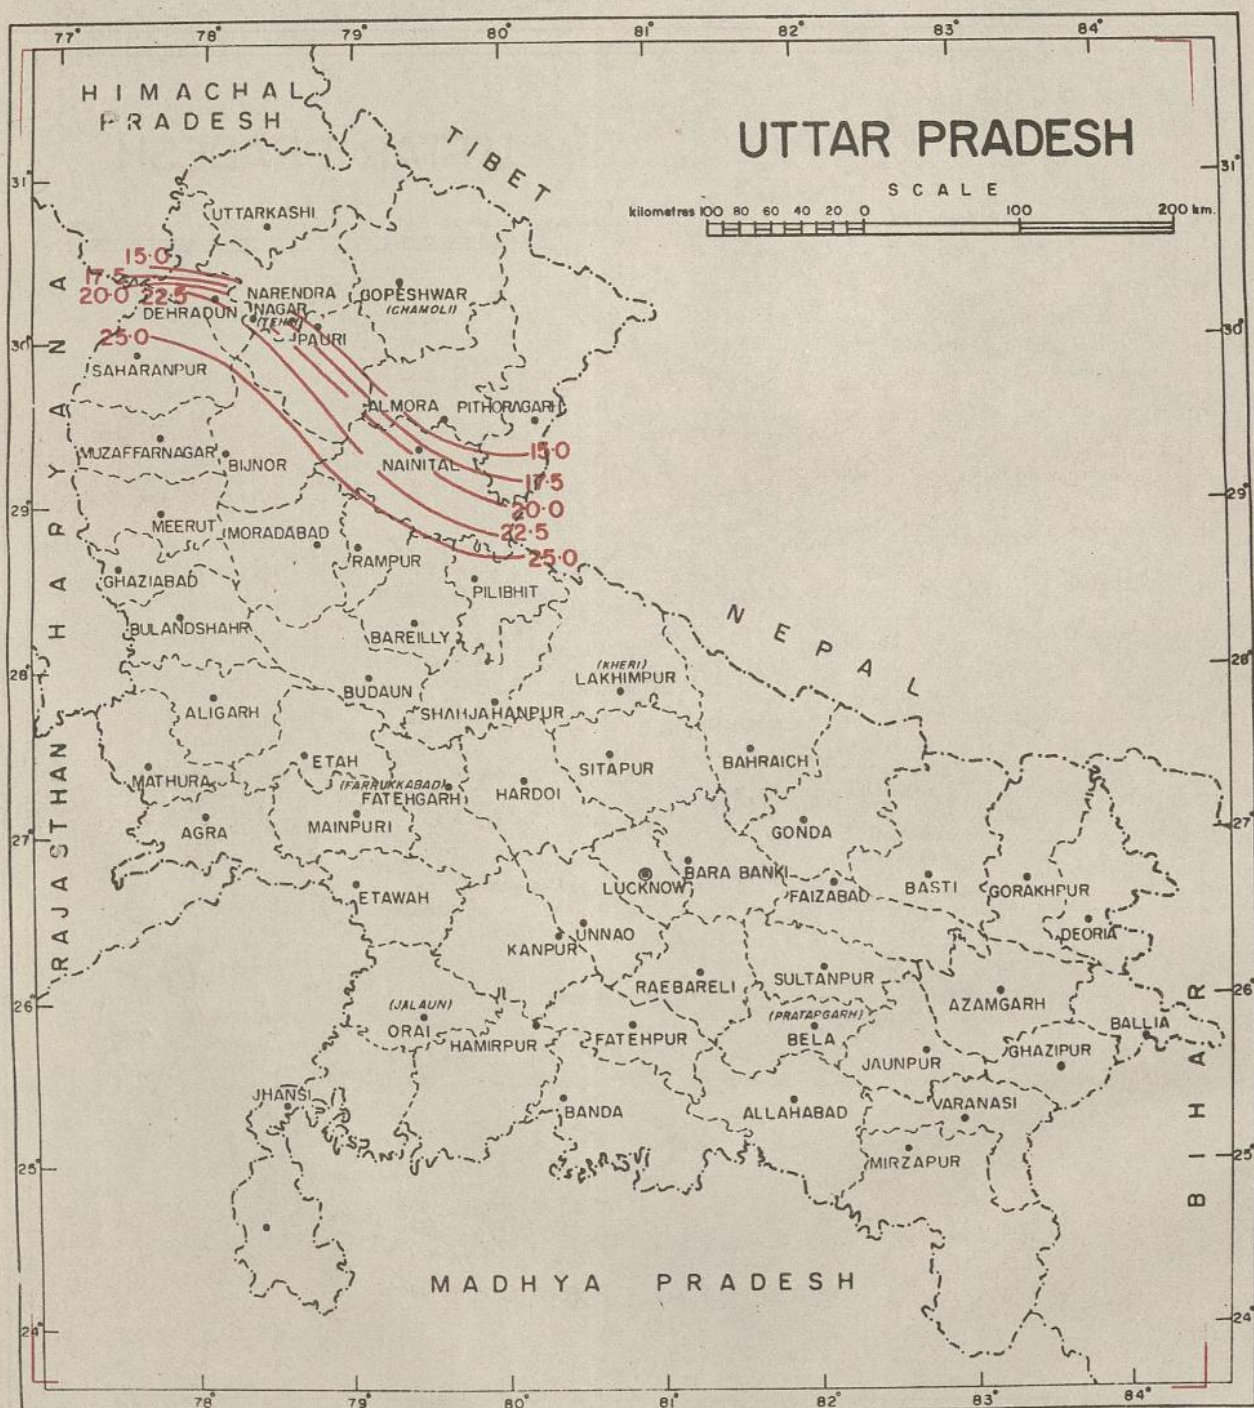 77° 78° 79° 80° 81° 82° 83° 84°
HIMACHAL
PRADESH
TIBET
UTTAR PRADESH
SCALE
kilometres 100 80 60 40 20 0 100 200 km.
31° 31°
UTTARKASHI
15.0
17.5
20.0 22.5
NARENDRA
NAGAR
(TEHRI)
GOPESHWAR
(CHAMOLI)
DEHRADUN
PAURI
30° 30°
25.0
SAHARANPUR
ALMORA PITHORAGARH
MUZAFFARNAGAR
BIJNOR
NAINITAL
15.0
17.5
20.0
22.5
25.0
29° 29°
MEERUT
MORADABAD
RAMPUR
GHAZIABAD
PILIBHIT
BULANDSHAHR
BAREILLY
HARYANA
NEPAL
28° 28°
(KHERI)
LAKHIMPUR
BUDAUN
ALIGARH
SHAHJAHANPUR
ETAH
SITAPUR
BAHRAICH
MATHURA
(FARRUKKABAD)
FATEHGARH
HARDOI
AGRA
MAINPURI
GONDA
27° 27°
RAJASTHAN
LUCKNOW
BARA BANKI
ETAWAH
FAIZABAD
BASTI
GORAKHPUR
DEORIA
UNNAO
KANPUR
RAEBARELI
SULTANPUR
AZAMGARH
26° 26°
(JALAUN)
ORAI
HAMIRPUR
FATEHPUR
(PRATAPGARH)
BELA
BALLIA
JAUNPUR
GHAZIPUR
BIHAR
JHANSI
BANDA
ALLAHABAD
VARANASI
MIRZAPUR
25° 25°
MADHYA PRADESH
24° 24°
78° 79° 80° 81° 82° 83° 84°